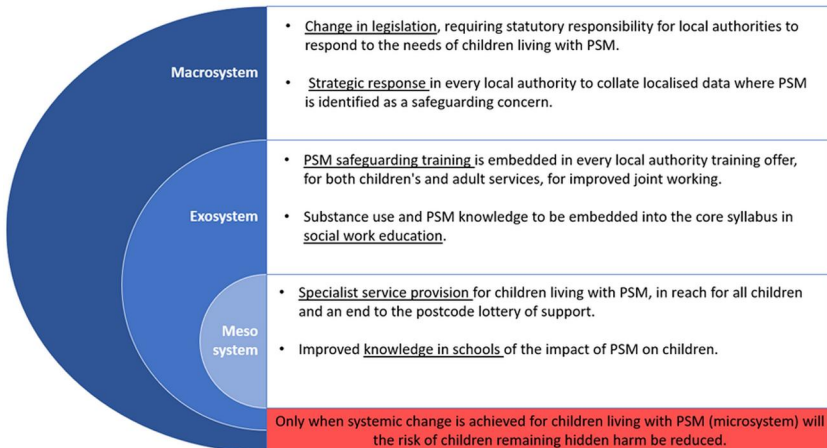 Macrosystem
• Change in legislation, requiring statutory responsibility for local authorities to
respond to the needs of children living with PSM.
• Strategic response in every local authority to collate localised data where PSM
is identified as a safeguarding concern.
Exosystem
• PSM safeguarding training is embedded in every local authority training offer,
for both children's and adult services, for improved joint working.
• Substance use and PSM knowledge to be embedded into the core syllabus in
social work education.
Meso
system
• Specialist service provision for children living with PSM, in reach for all children
and an end to the postcode lottery of support.
• Improved knowledge in schools of the impact of PSM on children.
Only when systemic change is achieved for children living with PSM (microsystem) will
the risk of children remaining hidden harm be reduced.